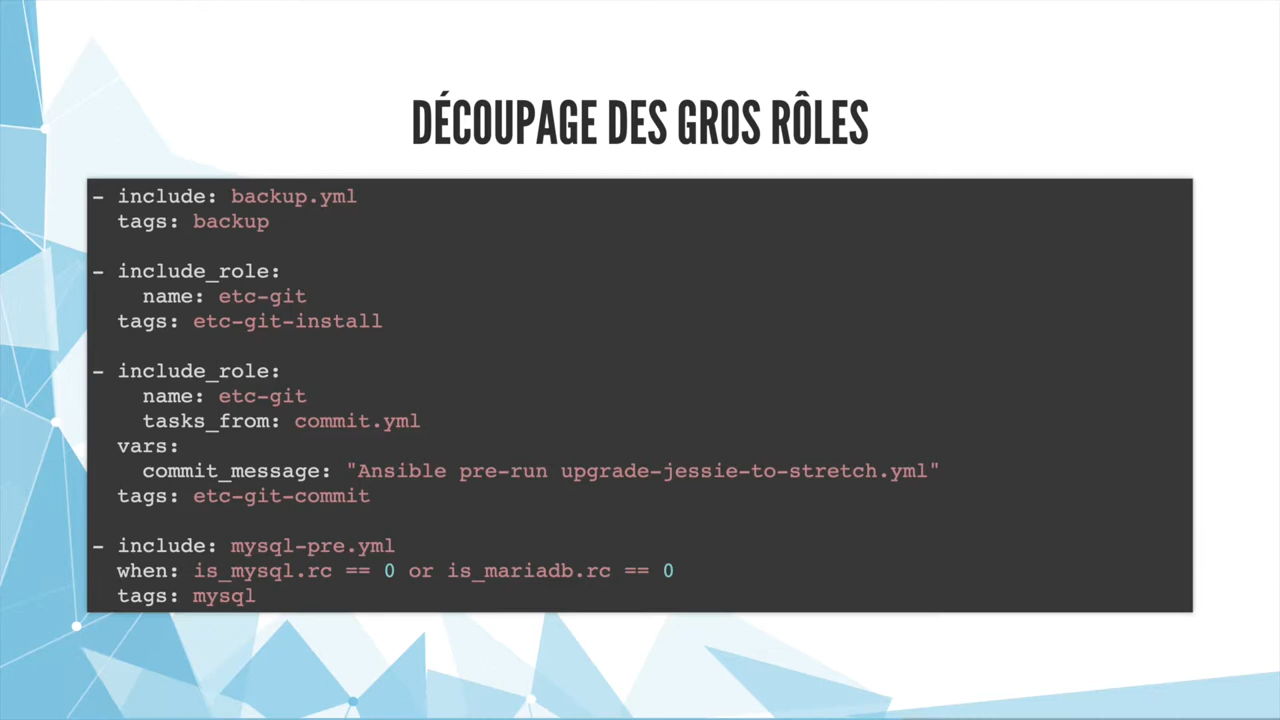 DÉCOUPAGE DES GROS RÔLES
- include: backup.yml
  tags: backup

- include_role:
    name: etc-git
  tags: etc-git-install

- include_role:
    name: etc-git
    tasks_from: commit.yml
  vars:
    commit_message: "Ansible pre-run upgrade-jessie-to-stretch.yml"
  tags: etc-git-commit

- include: mysql-pre.yml
  when: is_mysql.rc == 0 or is_mariadb.rc == 0
  tags: mysql